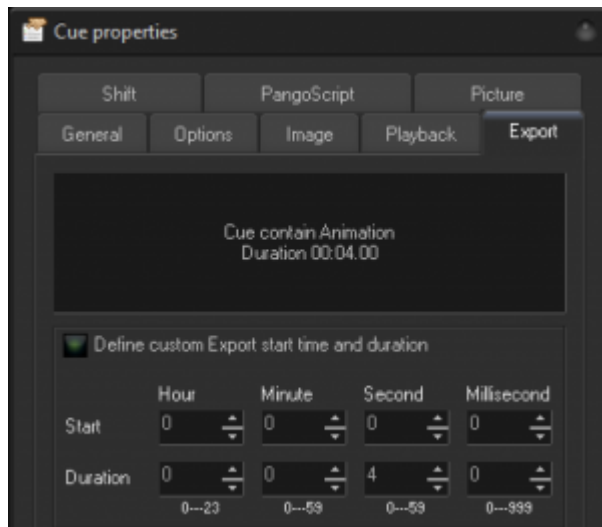 Cue properties
Shift PangoScript Picture
General Options Image Playback Export
Cue contain Animation
Duration 00:04.00
Define custom Export start time and duration
Hour Minute Second Millisecond
Start 0 0 0 0
Duration 0 0 4 0
0---23 0---59 0---59 0---999